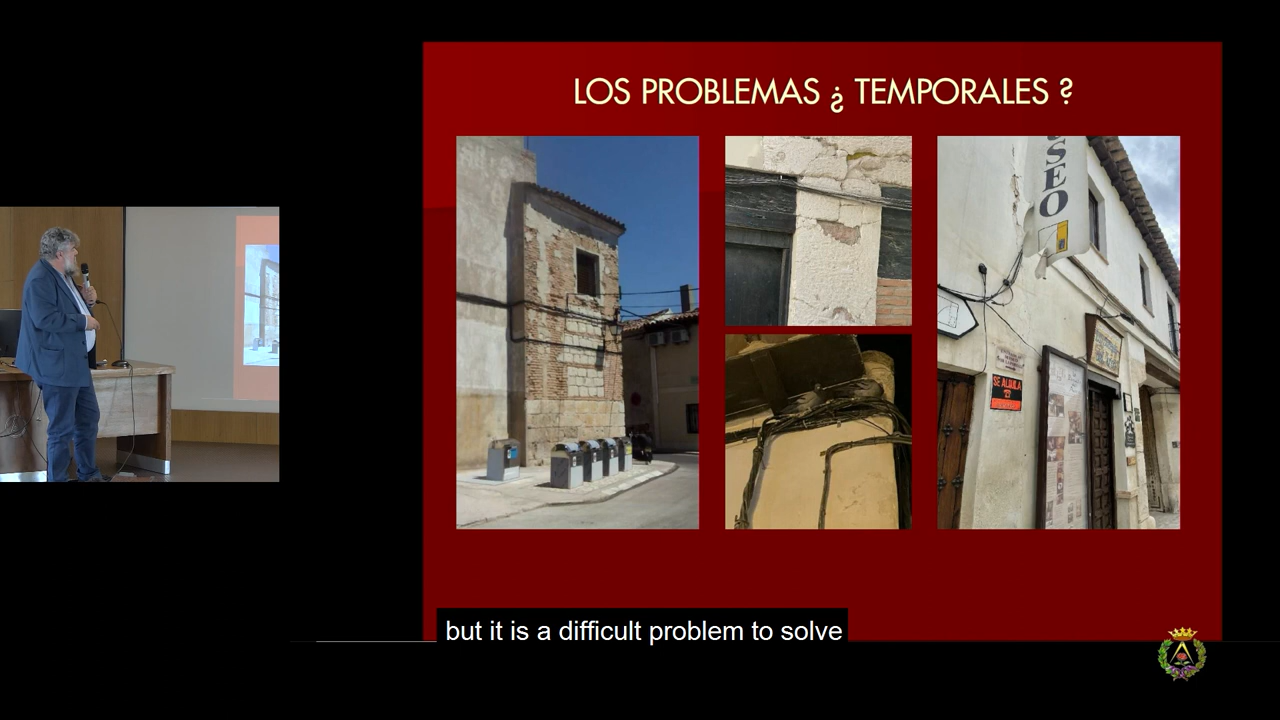 LOS PROBLEMAS ¿ TEMPORALES ?
SEO
SE ALQUILA
but it is a difficult problem to solve